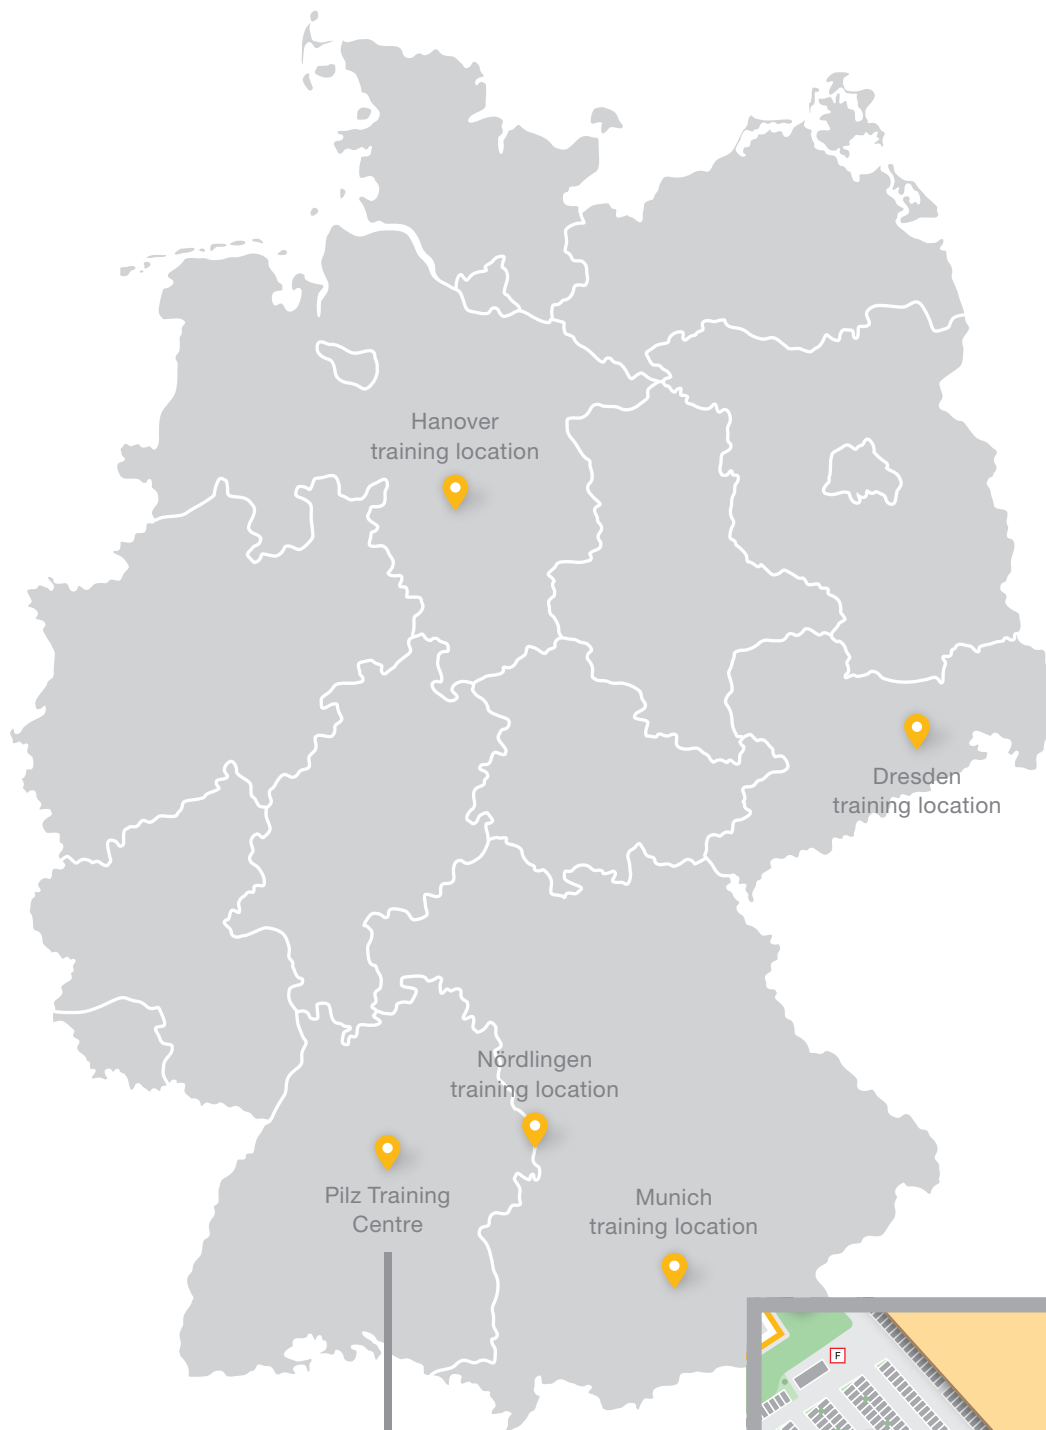 Hanover
training location
Dresden
training location
Nördlingen
training location
Pilz Training
Centre
Munich
training location
F